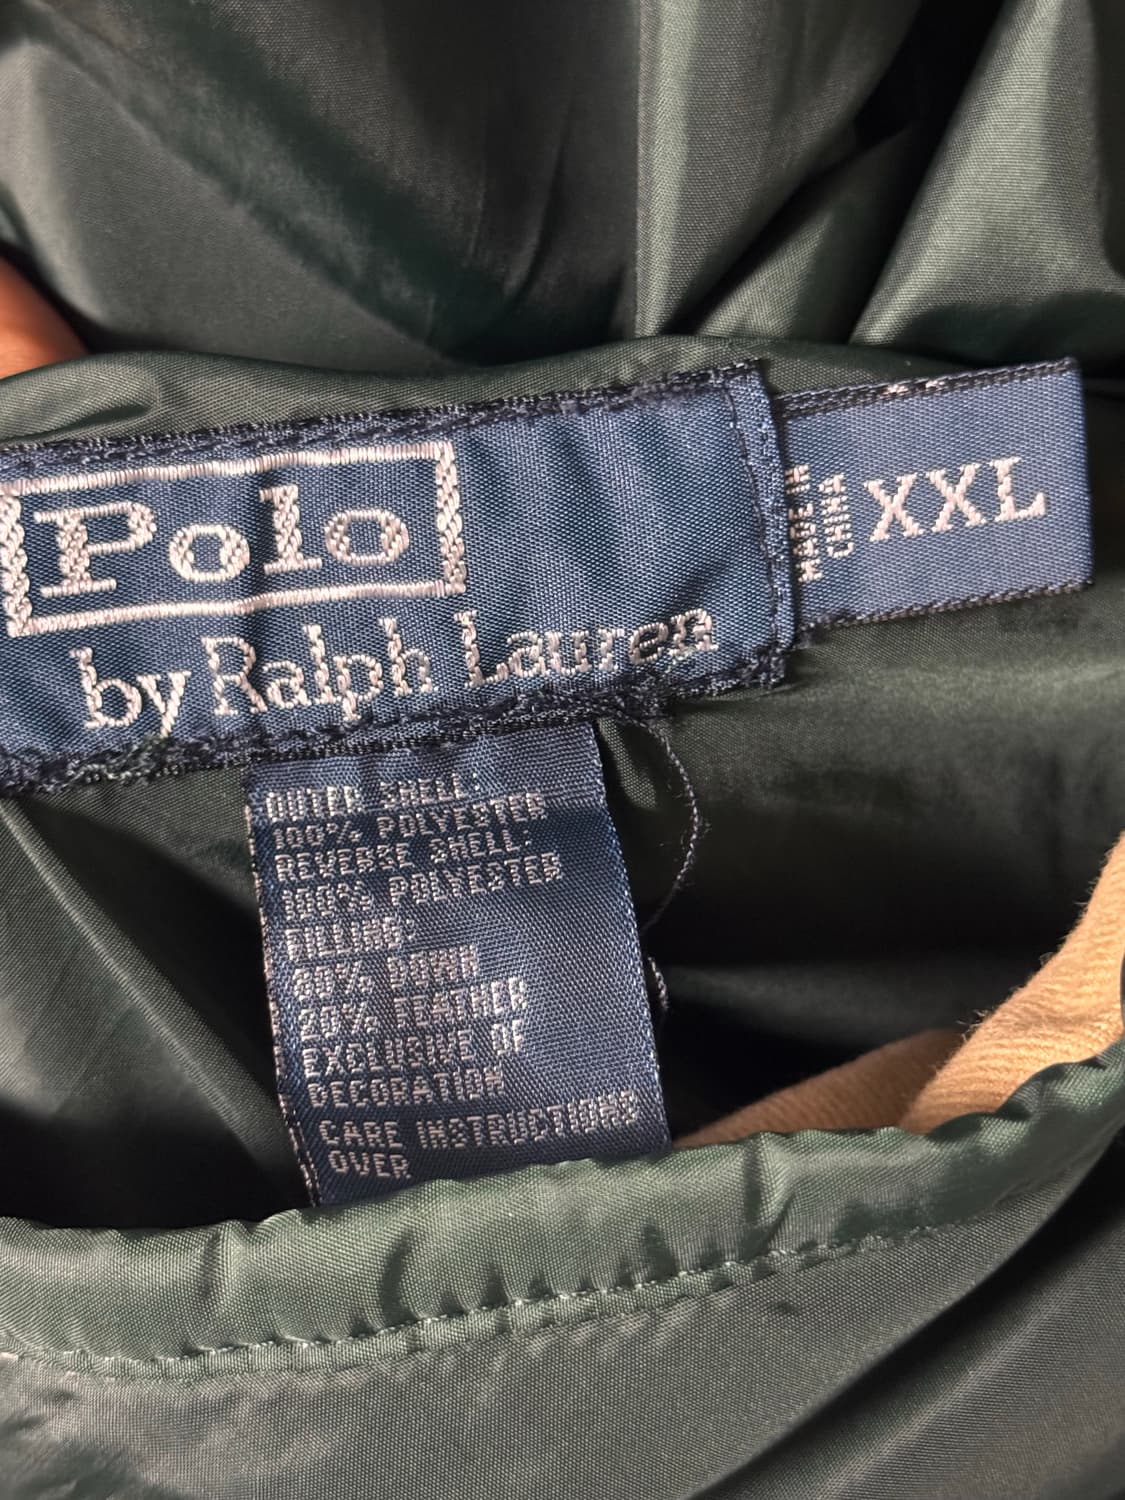 Polo
by Ralph Lauren
MADE IN
CHINA
XXL
OUTER SHELL:
100% POLYESTER
REVERSE SHELL:
100% POLYESTER
FILLING:
80% DOWN
20% FEATHER
EXCLUSIVE OF
DECORATION
CARE INSTRUCTIONS
OVER